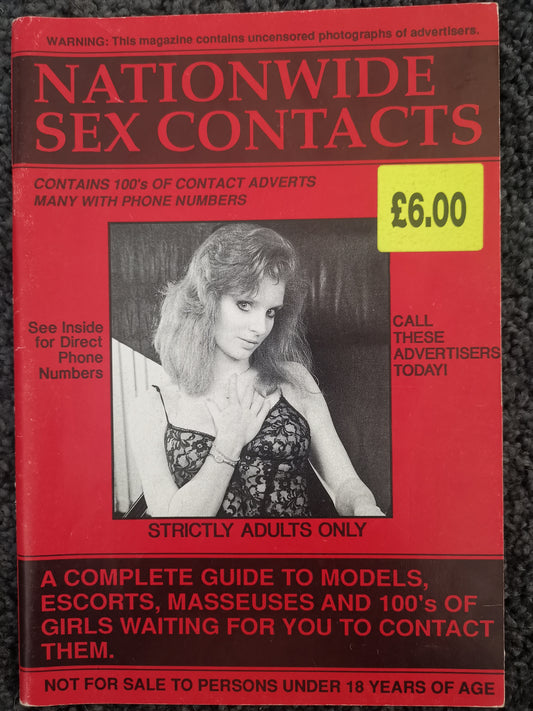 WARNING: This magazine contains uncensored photographs of advertisers.
NATIONWIDE
SEX CONTACTS
CONTAINS 100's OF CONTACT ADVERTS
MANY WITH PHONE NUMBERS
£6.00
See Inside
for Direct
Phone
Numbers
CALL
THESE
ADVERTISERS
TODAY!
STRICTLY ADULTS ONLY
A COMPLETE GUIDE TO MODELS,
ESCORTS, MASSEUSES AND 100's OF
GIRLS WAITING FOR YOU TO CONTACT
THEM.
NOT FOR SALE TO PERSONS UNDER 18 YEARS OF AGE